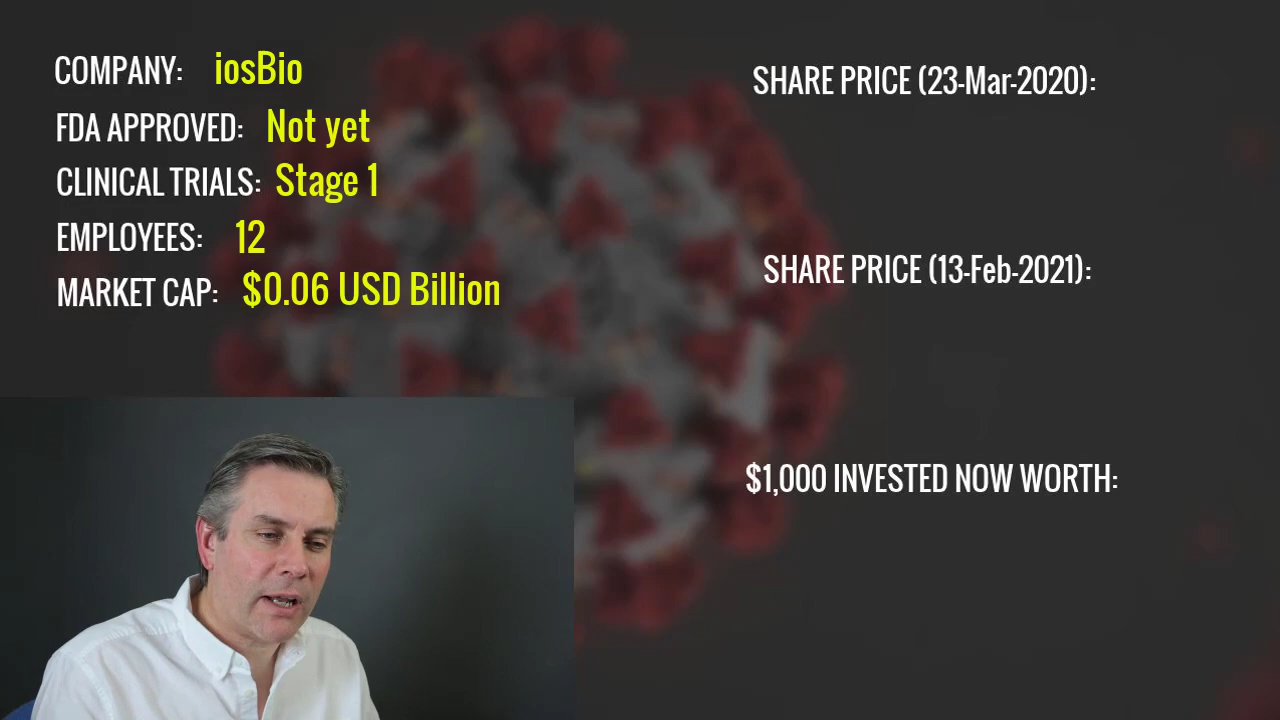 COMPANY: iosBio
FDA APPROVED: Not yet
CLINICAL TRIALS: Stage 1
EMPLOYEES: 12
MARKET CAP: $0.06 USD Billion
SHARE PRICE (23-Mar-2020):
SHARE PRICE (13-Feb-2021):
$1,000 INVESTED NOW WORTH: